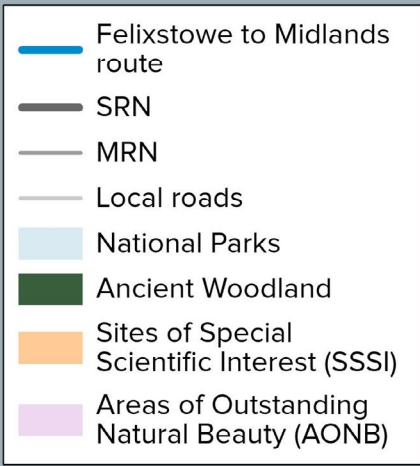 Felixstowe to Midlands
route
SRN
MRN
Local roads
National Parks
Ancient Woodland
Sites of Special
Scientific Interest (SSSI)
Areas of Outstanding
Natural Beauty (AONB)